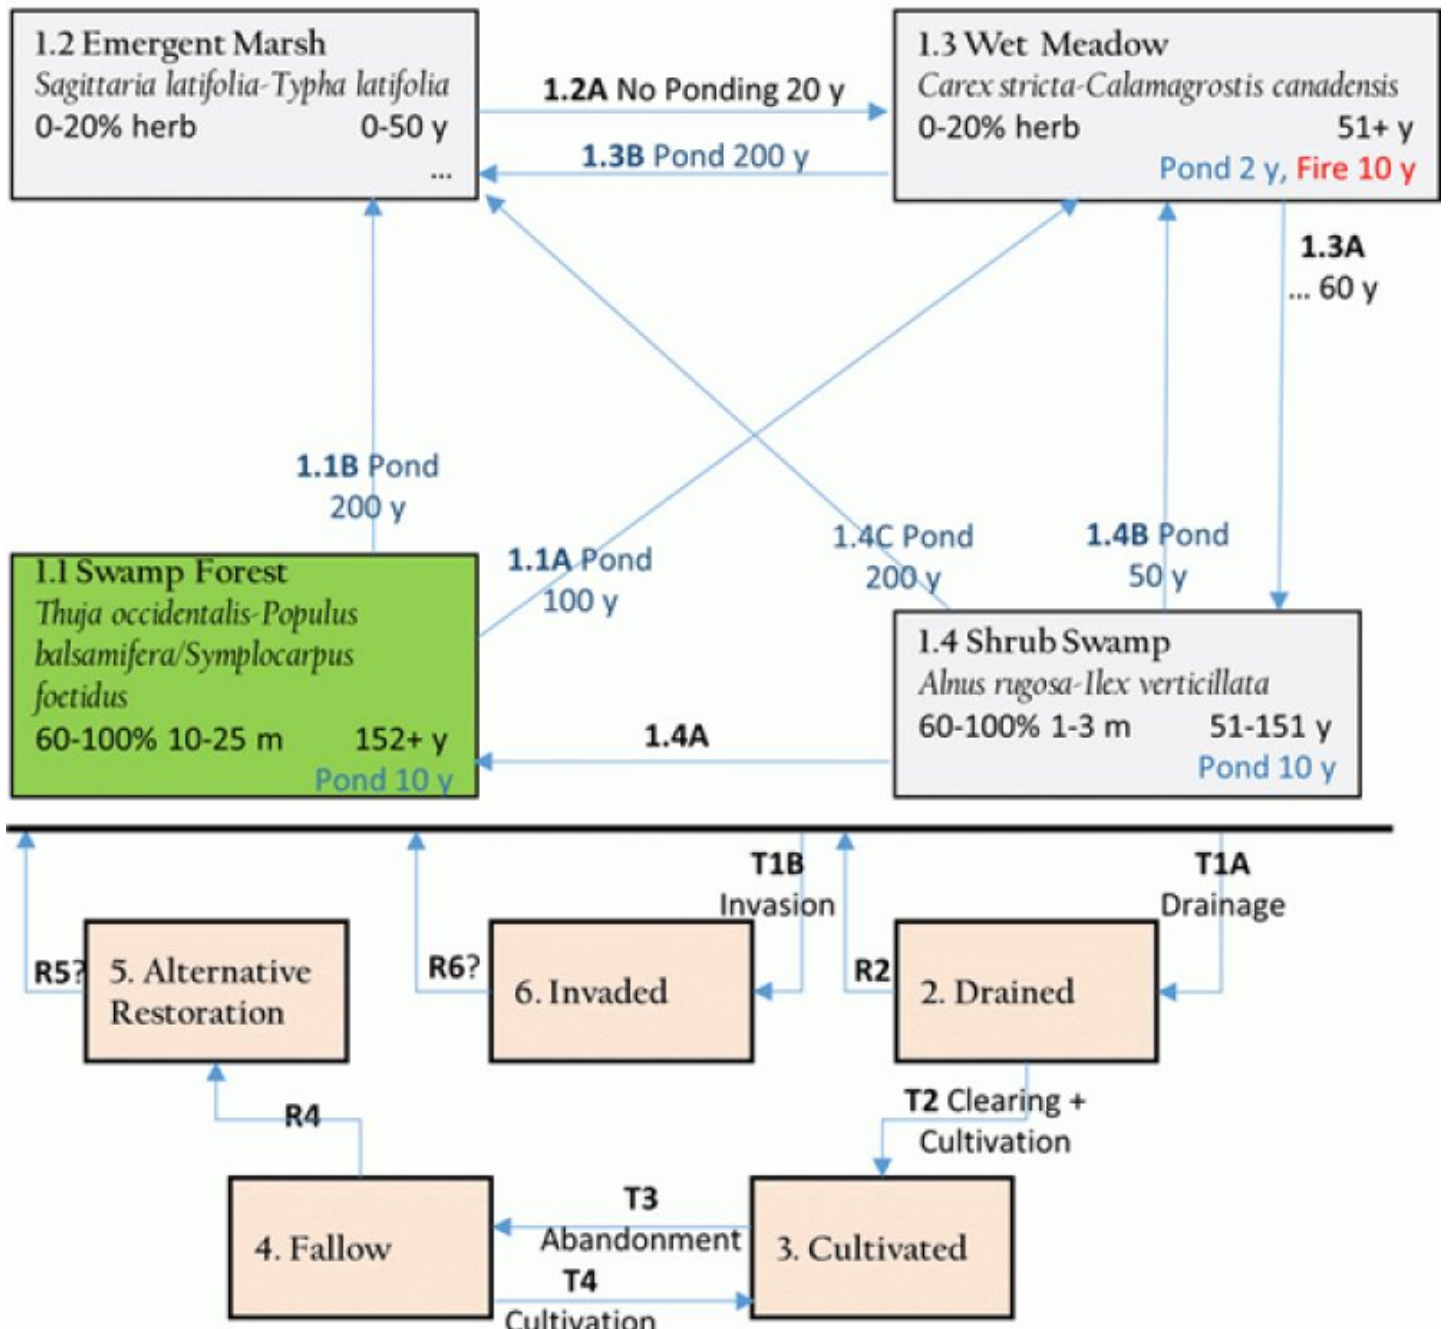 1.2 Emergent Marsh
Sagittaria latifolia-Typha latifolia
0-20% herb 0-50 y
...
1.2A No Ponding 20 y
1.3B Pond 200 y
1.3 Wet Meadow
Carex stricta-Calamagrostis canadensis
0-20% herb 51+ y
Pond 2 y, Fire 10 y
1.3A
... 60 y
1.1B Pond
200 y
1.1A Pond
100 y
1.4C Pond
200 y
1.4B Pond
50 y
1.1 Swamp Forest
Thuja occidentalis-Populus
balsamifera/Symplocarpus
foetidus
60-100% 10-25 m 152+ y
Pond 10 y
1.4A
1.4 Shrub Swamp
Alnus rugosa-Ilex verticillata
60-100% 1-3 m 51-151 y
Pond 10 y
T1B
Invasion
T1A
Drainage
R5?
5. Alternative
Restoration
R6?
6. Invaded
R2
2. Drained
R4
T2 Clearing +
Cultivation
4. Fallow
T3
Abandonment
T4
Cultivation
3. Cultivated